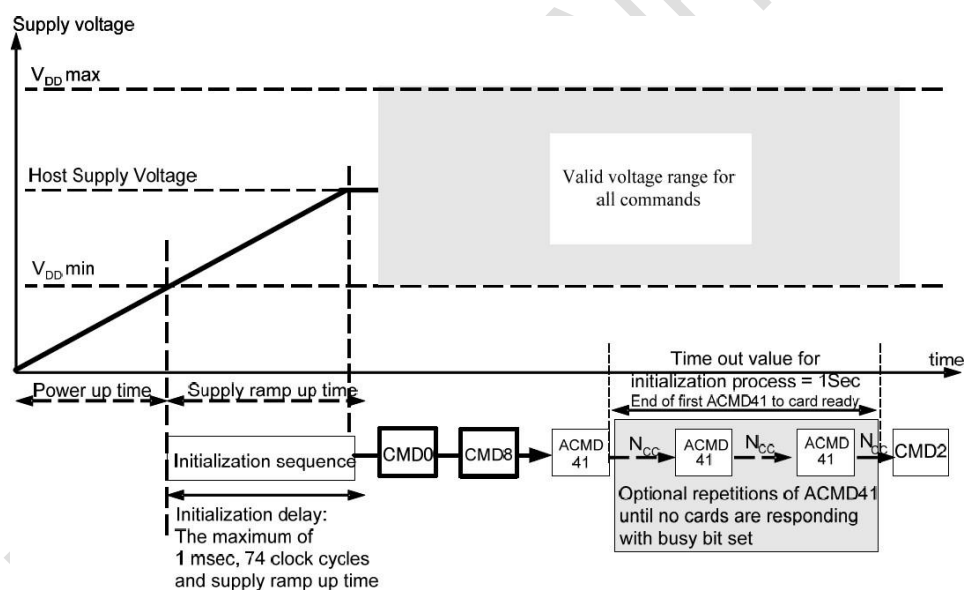 Supply voltage
V_DD max
Host Supply Voltage
Valid voltage range for
all commands
V_DD min
Time out value for
time
Power up time
Supply ramp up time
initialization process = 1Sec
End of first ACMD41 to card ready
Initialization sequence
CMD0
CMD8
ACMD
41
N_CC
ACMD
41
N_CC
ACMD
41
N_CC
CMD2
Optional repetitions of ACMD41
until no cards are responding
with busy bit set
Initialization delay:
The maximum of
1 msec, 74 clock cycles
and supply ramp up time